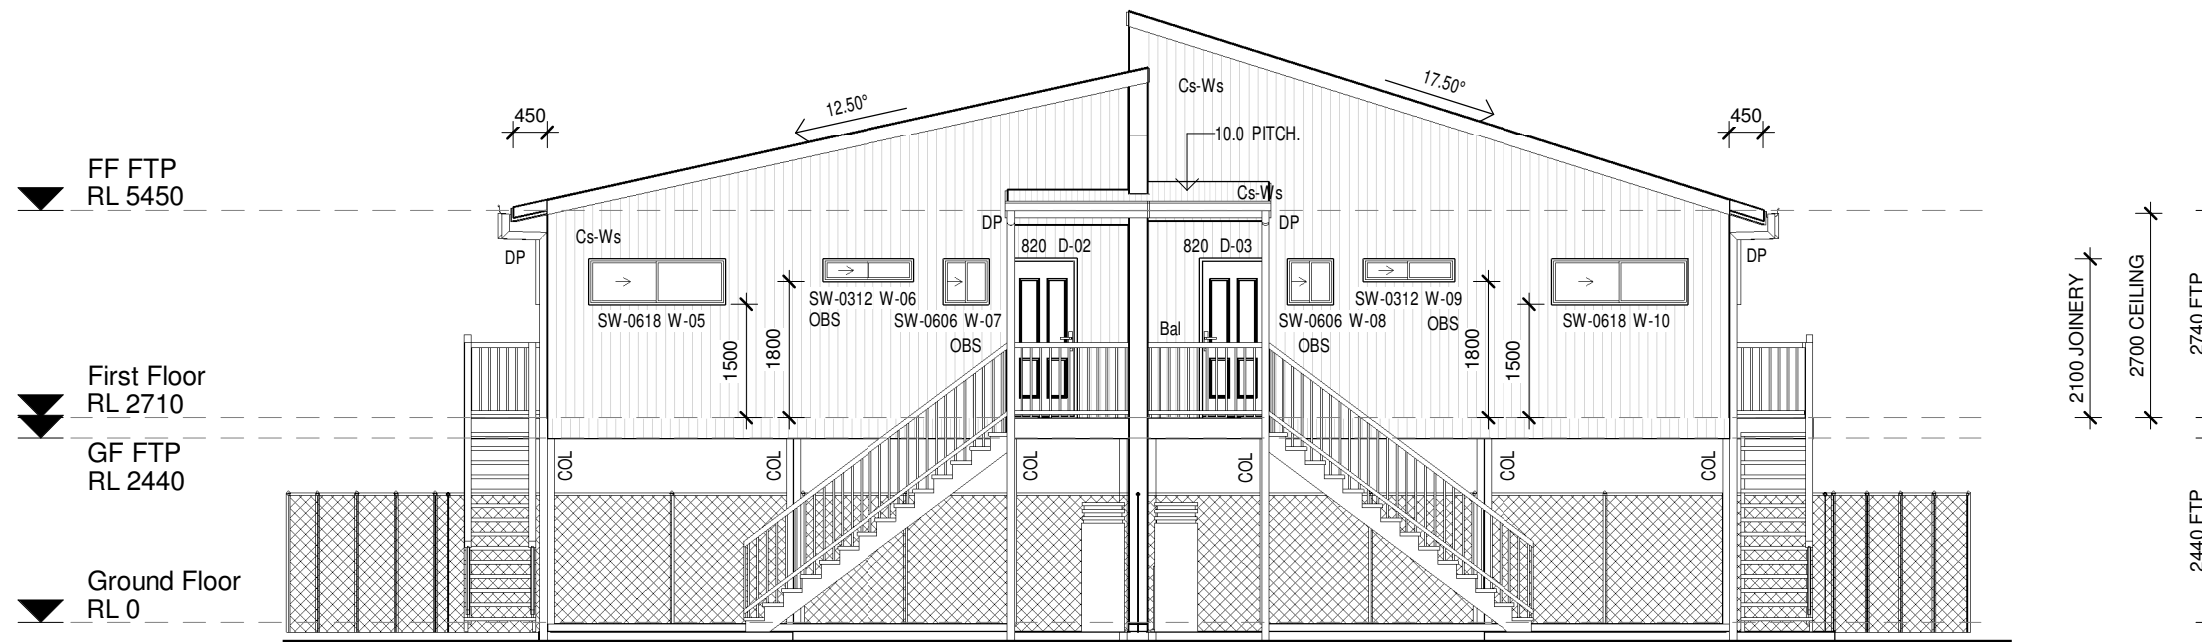 17.50°
Cs-Ws
12.50°
450
450
10.0 PITCH.
FF FTP
RL 5450
Cs-Ws
DP
DP
Cs-Ws
820 D-02
820 D-03
DP
DP
SW-0312 W-06
OBS
SW-0312 W-09
OBS
SW-0618 W-05
SW-0606 W-07
OBS
SW-0606 W-08
OBS
SW-0618 W-10
Bal
1500
1800
1800
1500
2100 JOINERY
2700 CEILING
2740 FTP
First Floor
RL 2710
GF FTP
RL 2440
COL
COL
COL
COL
COL
COL
2440 FTP
Ground Floor
RL 0